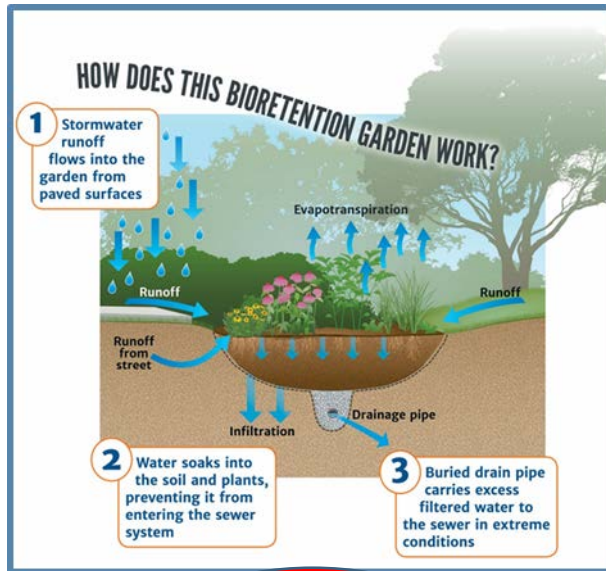 HOW DOES THIS BIORETENTION GARDEN WORK?
1
Stormwater
runoff
flows into the
garden from
paved surfaces
Evapotranspiration
Runoff
Runoff
Runoff
from
street
Infiltration
Drainage pipe
2
Water soaks into
the soil and plants,
preventing it from
entering the sewer
system
3
Buried drain pipe
carries excess
filtered water to
the sewer in extreme
conditions